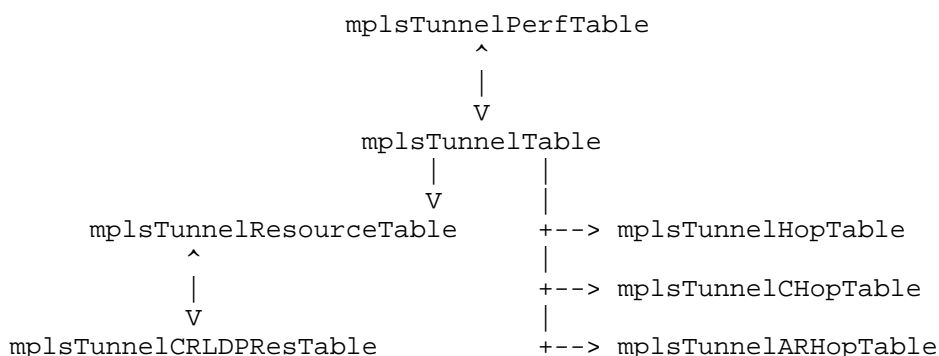 mplsTunnelPerfTable
^
|
V
mplsTunnelTable
| |
V |
mplsTunnelResourceTable +--> mplsTunnelHopTable
^ |
| +--> mplsTunnelCHopTable
V |
mplsTunnelCRLDPResTable +--> mplsTunnelARHopTable